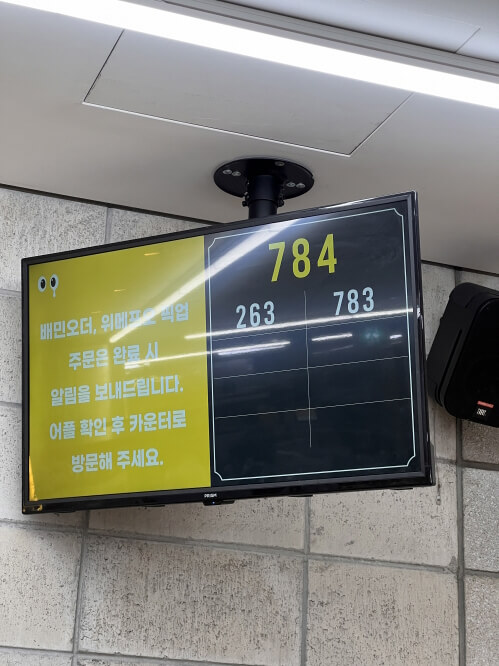 배민오더, 위메프오 픽업
주문은 완료 시
알림을 보내드립니다.
어플 확인 후 카운터로
방문해 주세요.
784
263 783
PRISM
JBL